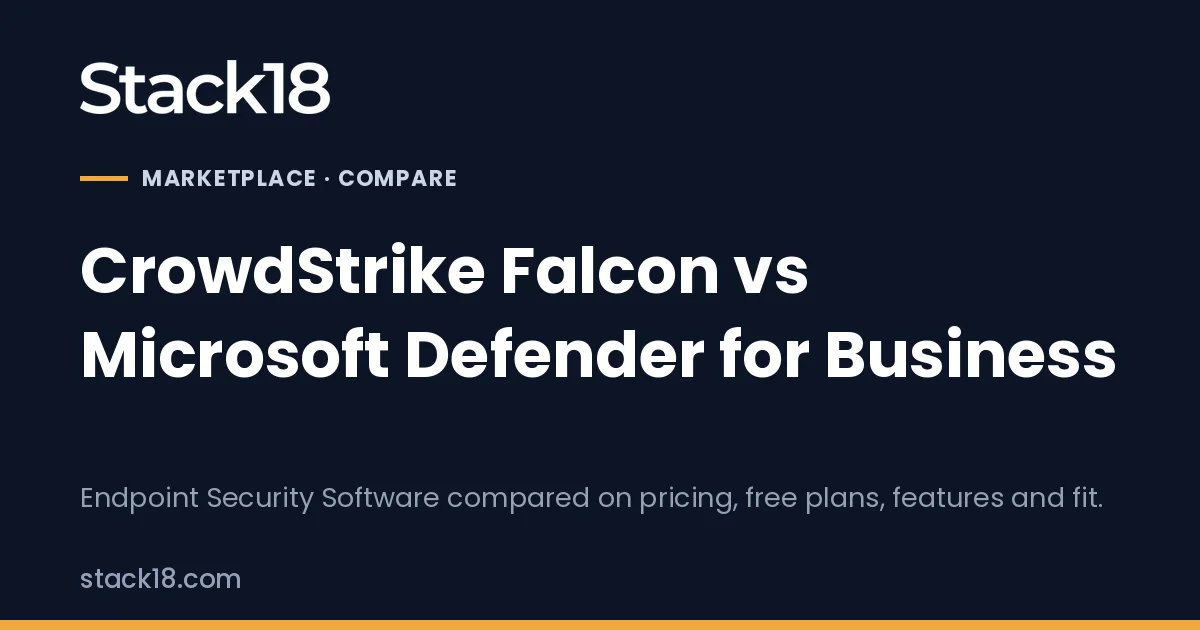 Stack18
MARKETPLACE · COMPARE
CrowdStrike Falcon vs
Microsoft Defender for Business
Endpoint Security Software compared on pricing, free plans, features and fit.
stack18.com